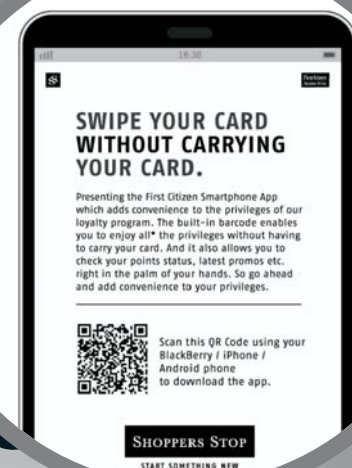 18:38
SWIPE YOUR CARD
WITHOUT CARRYING
YOUR CARD.
Presenting the First Citizen Smartphone App
which adds convenience to the privileges of our
loyalty program. The built-in barcode enables
you to enjoy all* the privileges without having
to carry your card. And it also allows you to
check your points status, latest promos etc.
right in the palm of your hands. So go ahead
and add convenience to your privileges.
Scan this QR Code using your
BlackBerry / iPhone /
Android phone
to download the app.
SHOPPERS STOP
START SOMETHING NEW